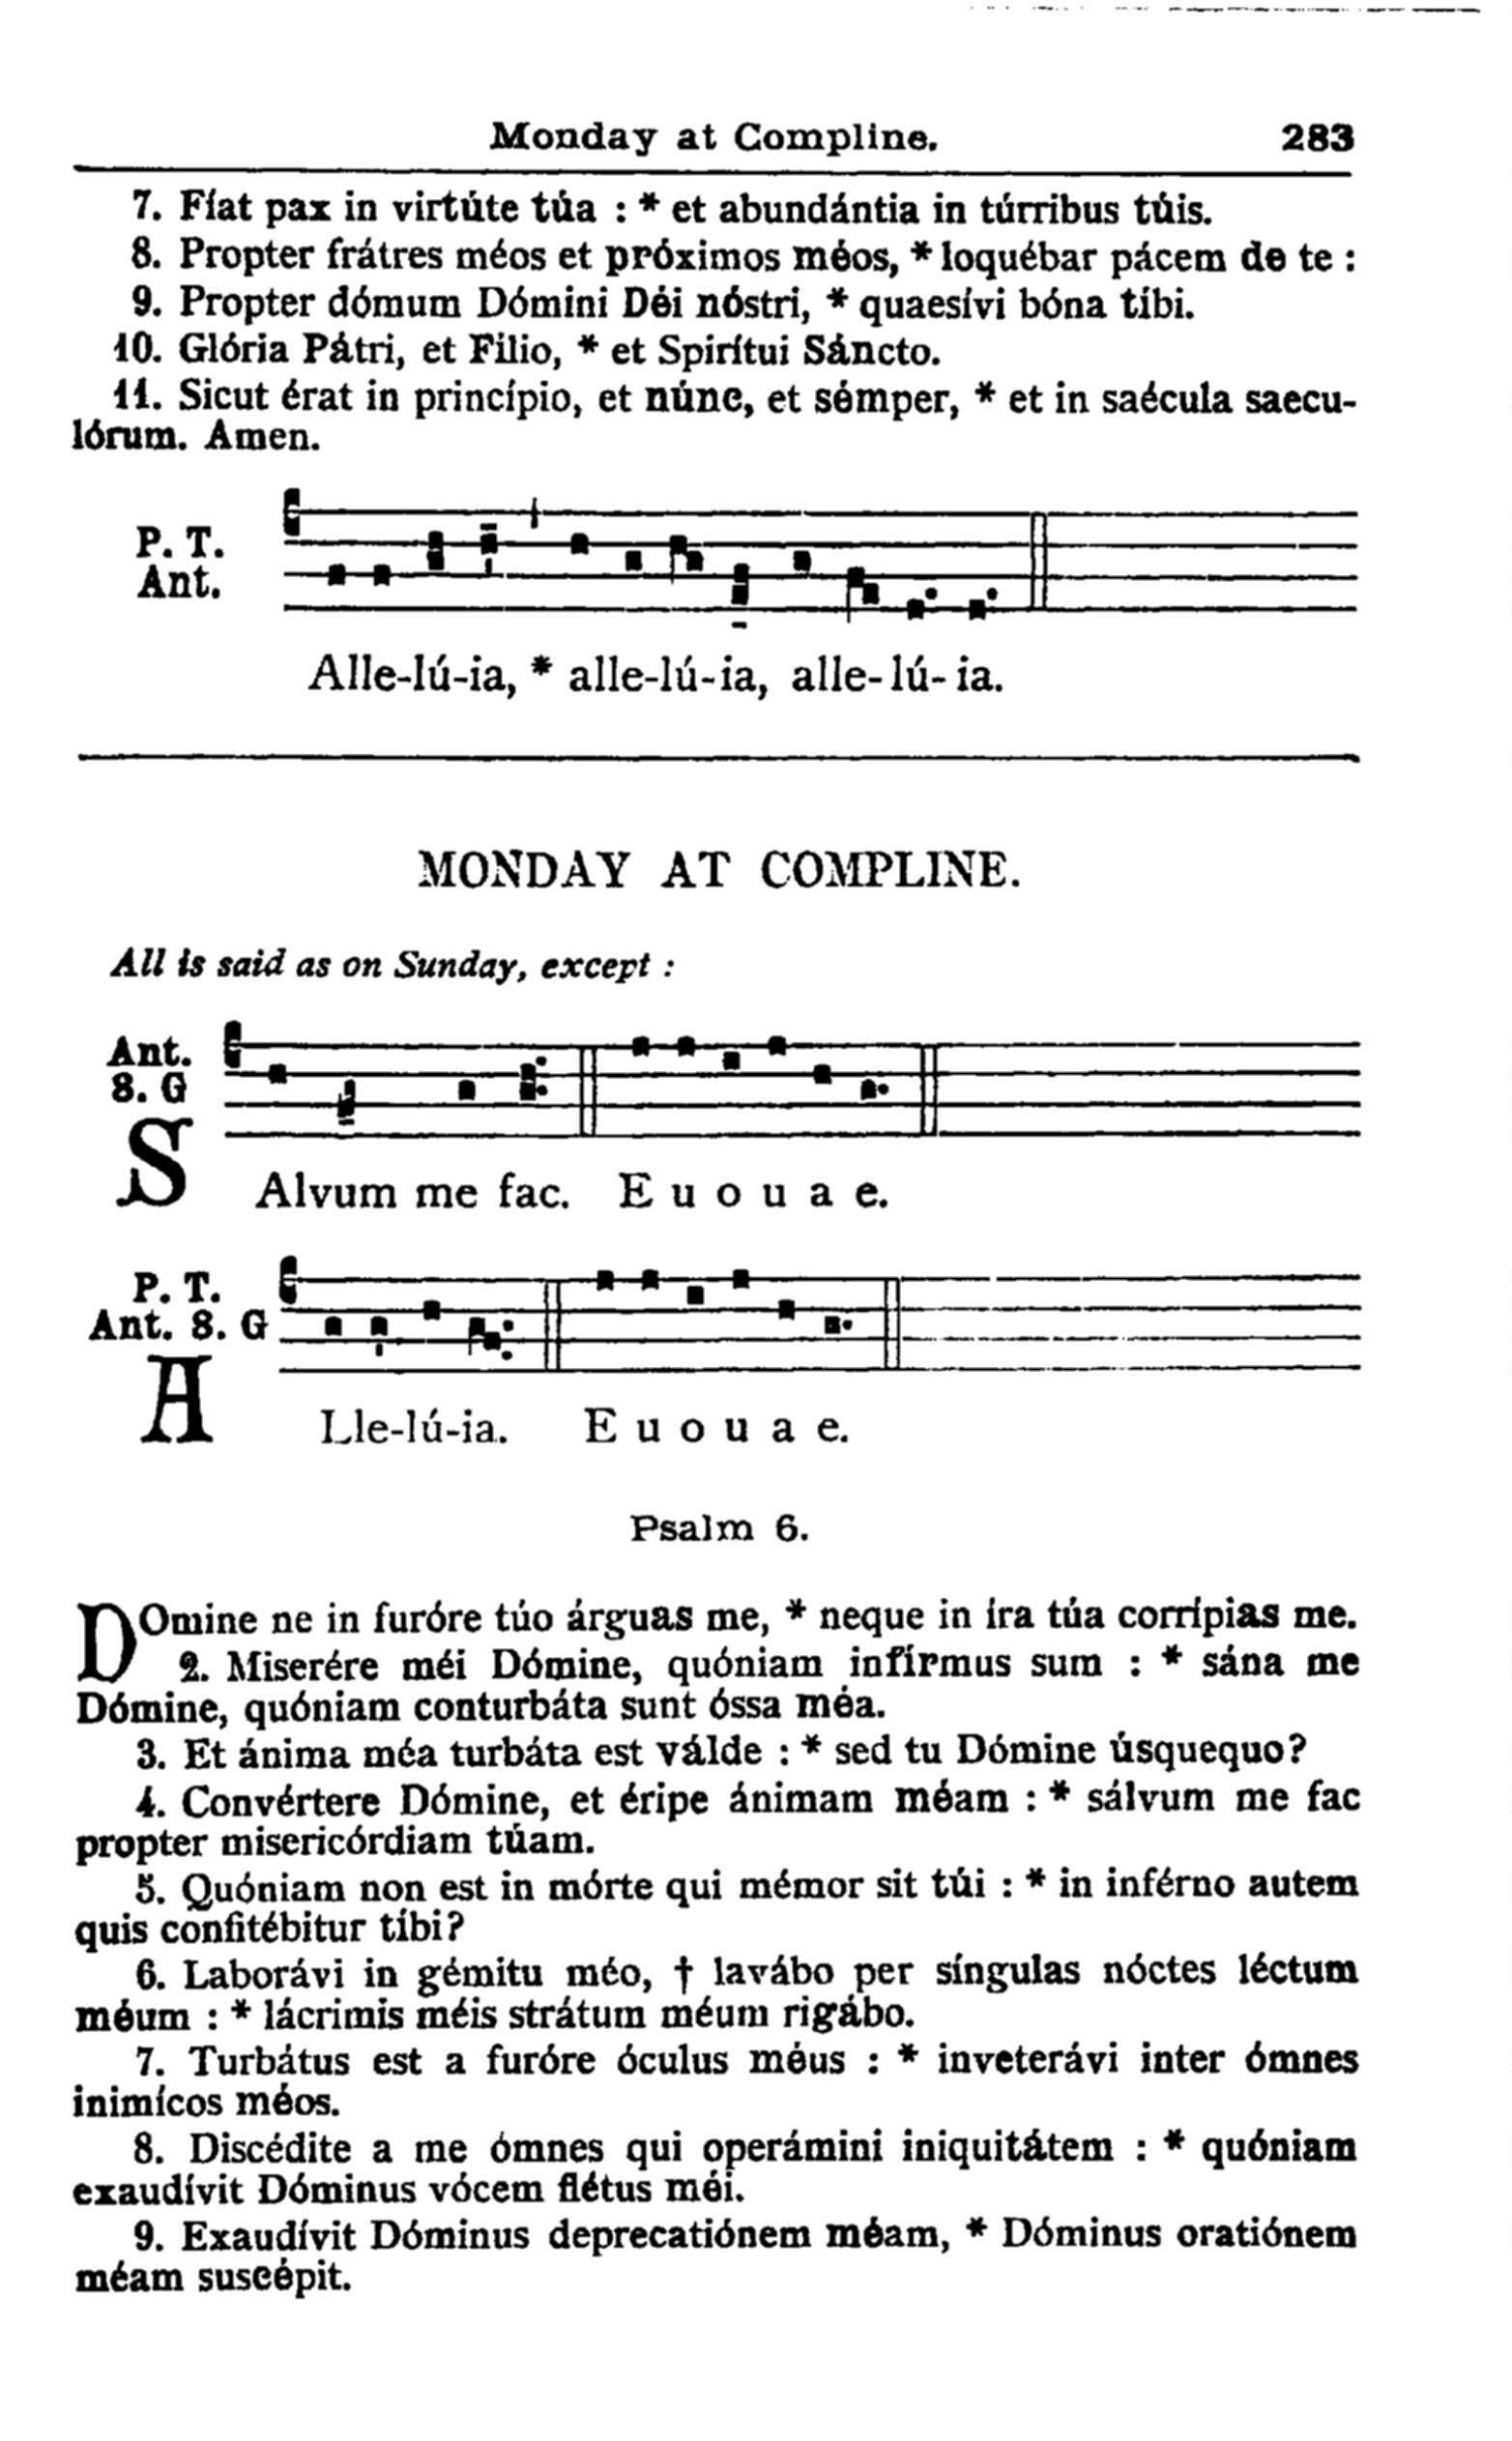 Monday at Compline. 283
7. Fíat pax in virtúte túa : * et abundántia in túrribus túis.
8. Propter frátres méos et próximos méos, * loquébar pácem de te :
9. Propter dómum Dómini Déi nóstri, * quaesívi bóna tíbi.
10. Glória Pátri, et Fílio, * et Spirítui Sáncto.
11. Sicut érat in princípio, et núnc, et sémper, * et in saécula saecu-
lórum. Amen.
P. T.
Ant.
Alle-lú-ia, * alle-lú-ia, alle-lú-ia.
MONDAY AT COMPLINE.
All is said as on Sunday, except :
Ant.
8. G
SAlvum me fac. E u o u a e.
P. T.
Ant. 8. G
ALle-lú-ia. E u o u a e.
Psalm 6.
DOmine ne in furóre túo árguas me, * neque in íra túa corrípias me.
2. Miserére méi Dómine, quóniam infírmus sum : * sána me
Dómine, quóniam conturbáta sunt óssa méa.
3. Et ánima méa turbáta est válde : * sed tu Dómine úsquequo?
4. Convértere Dómine, et éripe ánimam méam : * sálvum me fac
propter misericórdiam túam.
5. Quóniam non est in mórte qui mémor sit túi : * in inférno autem
quis confitébitur tíbi?
6. Laborávi in gémitu méo, † lavábo per síngulas nóctes léctum
méum : * lácrimis méis strátum méum rigábo.
7. Turbátus est a furóre óculus méus : * inveterávi inter ómnes
inimícos méos.
8. Discédite a me ómnes qui operámini iniquitátem : * quóniam
exaudívit Dóminus vócem flétus méi.
9. Exaudívit Dóminus deprecatiónem méam, * Dóminus oratiónem
méam suscépit.